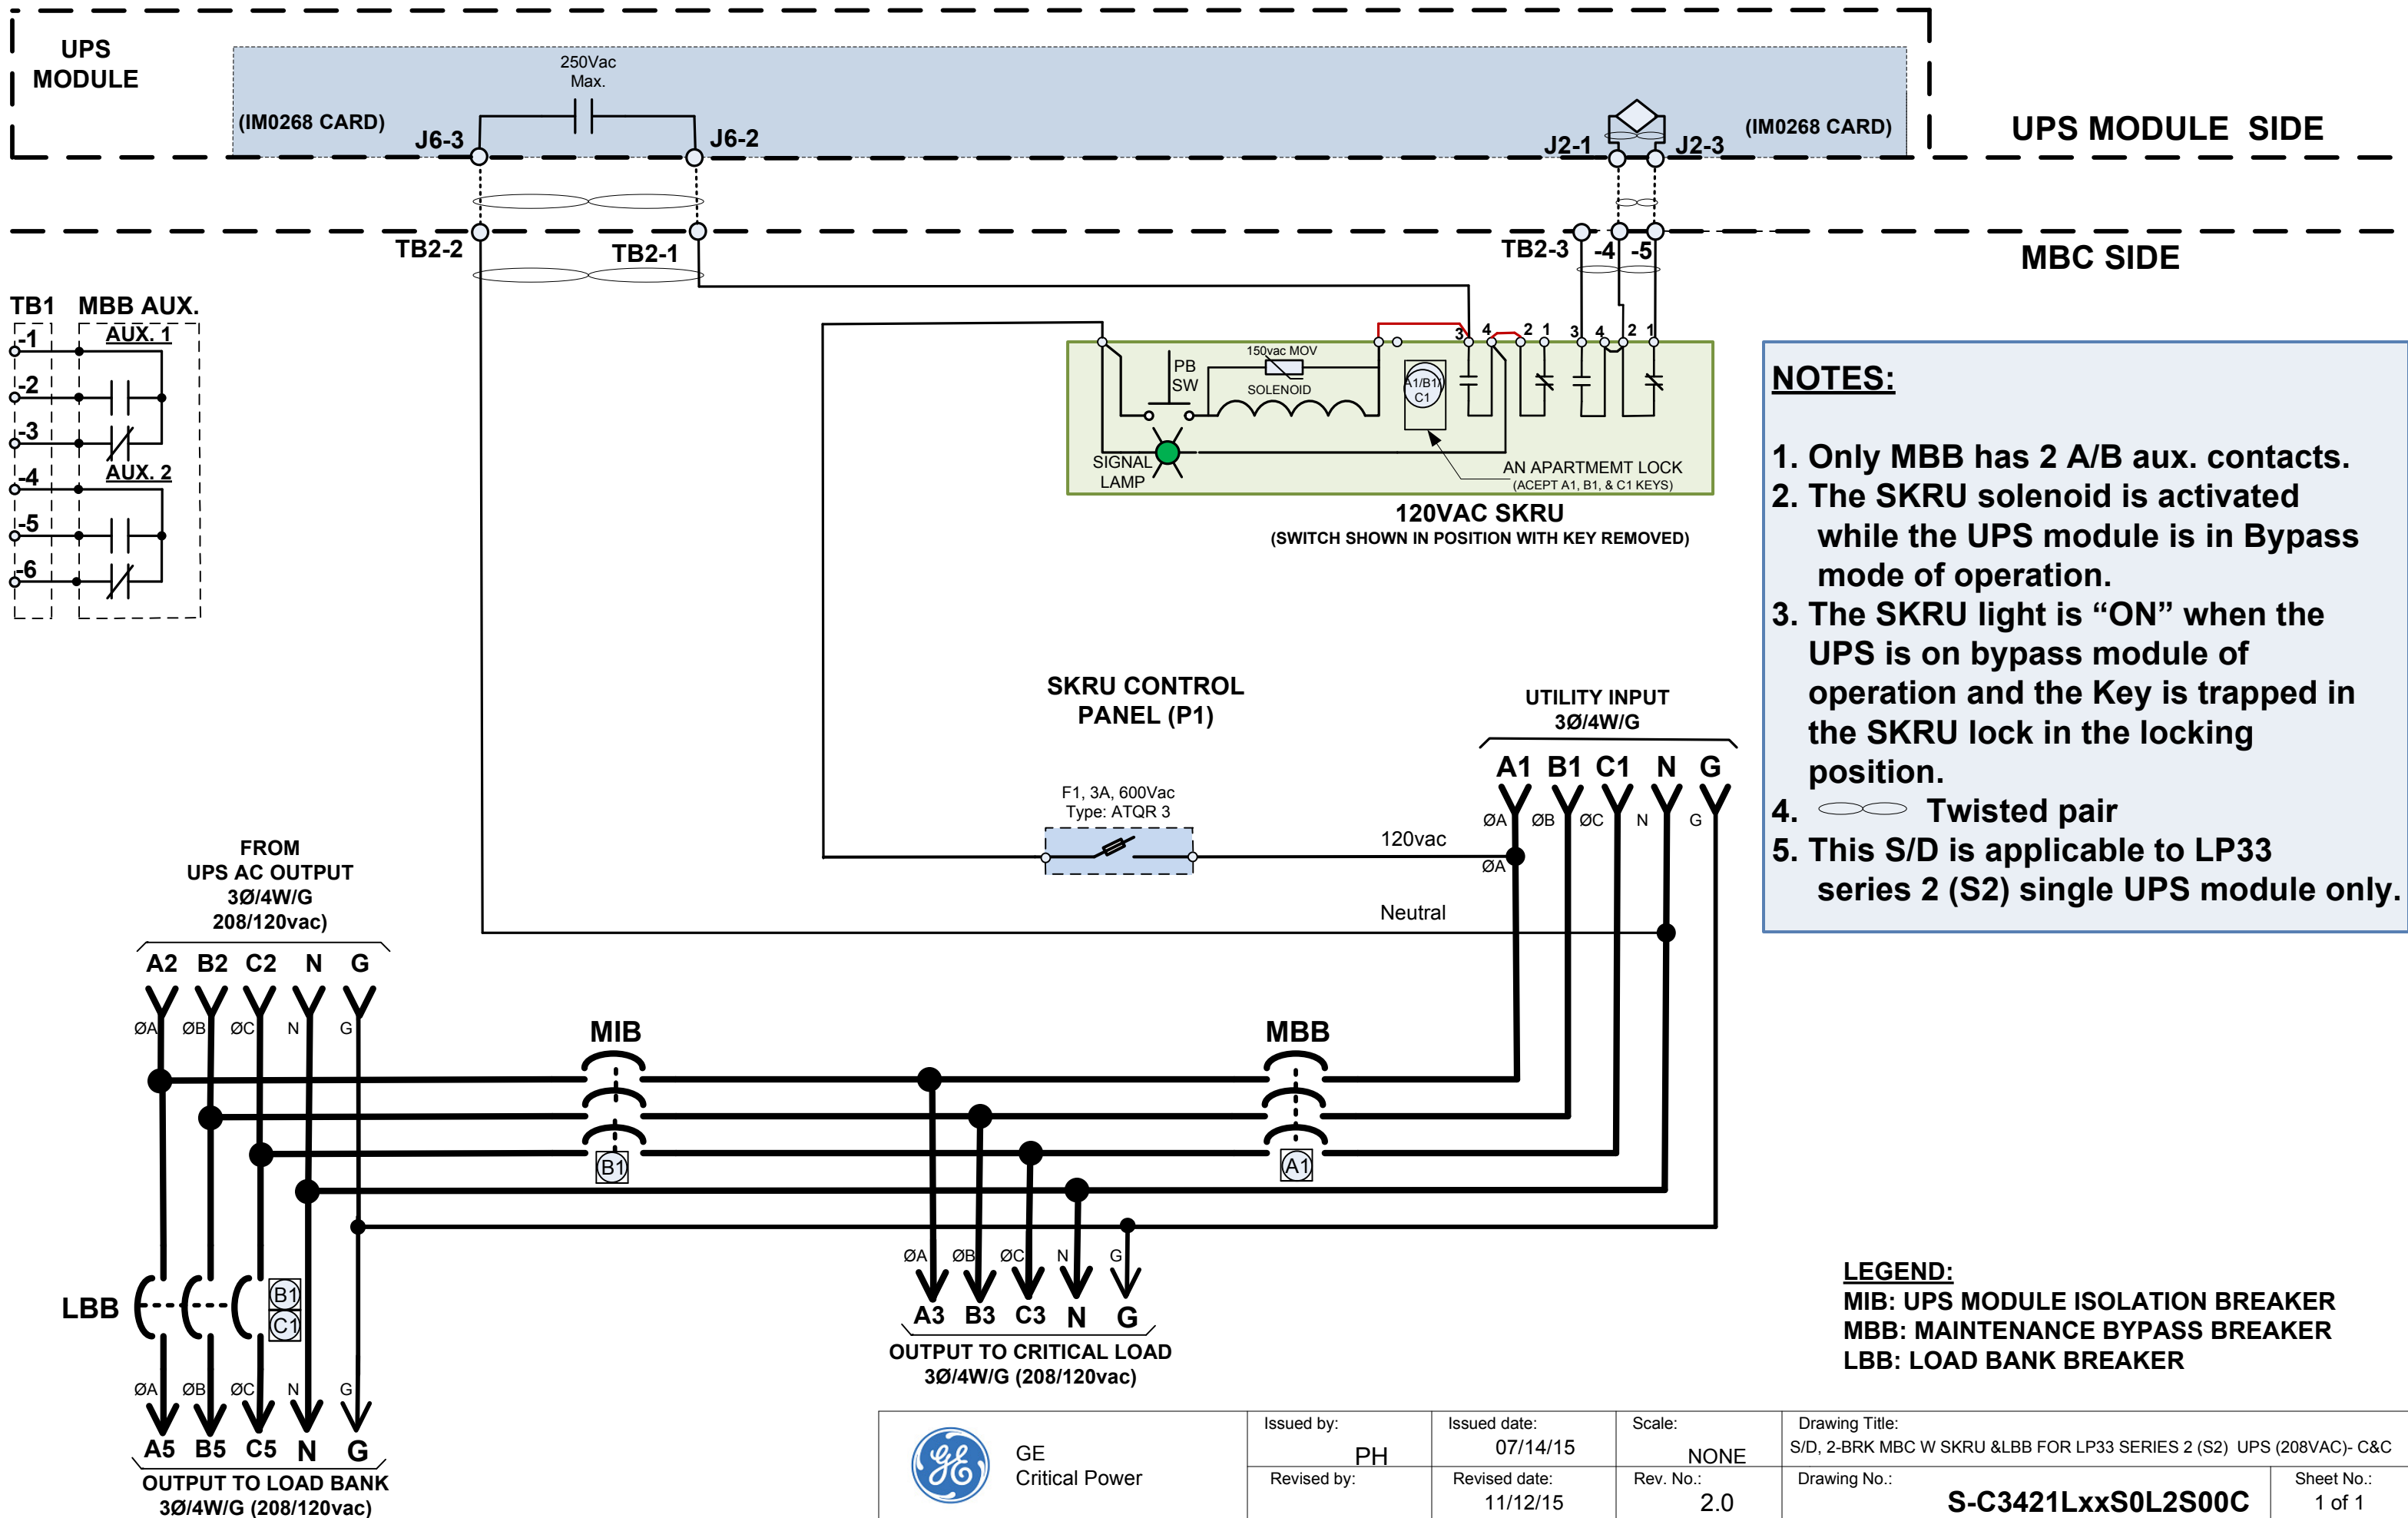 UPS
MODULE
250Vac
Max.
(IM0268 CARD)
(IM0268 CARD)
J6-3
J6-2
J2-1
J2-3
UPS MODULE  SIDE
TB2-2
TB2-1
TB2-3
-4
-5
MBC SIDE
TB1
MBB AUX.
-1
AUX. 1
-2
-3
-4
AUX. 2
-5
-6
3
4
2
1
3
4
2
1
150vac MOV
PB
SW
SOLENOID
A1/B1/
C1
SIGNAL
LAMP
AN APARTMEMT LOCK
(ACEPT A1, B1, & C1 KEYS)
120VAC SKRU
(SWITCH SHOWN IN POSITION WITH KEY REMOVED)
NOTES:
1. Only MBB has 2 A/B aux. contacts.
2. The SKRU solenoid is activated
while the UPS module is in Bypass
mode of operation.
3. The SKRU light is “ON” when the
UPS is on bypass module of
operation and the Key is trapped in
the SKRU lock in the locking
position.
4. Twisted pair
5. This S/D is applicable to LP33
series 2 (S2) single UPS module only.
SKRU CONTROL
PANEL (P1)
UTILITY INPUT
3Ø/4W/G
A1 B1 C1 N G
ØA ØB ØC N G
F1, 3A, 600Vac
Type: ATQR 3
120vac
ØA
Neutral
FROM
UPS AC OUTPUT
3Ø/4W/G
208/120vac)
A2 B2 C2 N G
ØA ØB ØC N G
MIB
MBB
B1
A1
LBB
B1
C1
ØA ØB ØC N G
A3 B3 C3 N G
OUTPUT TO CRITICAL LOAD
3Ø/4W/G (208/120vac)
ØA ØB ØC N G
A5 B5 C5 N G
OUTPUT TO LOAD BANK
3Ø/4W/G (208/120vac)
LEGEND:
MIB: UPS MODULE ISOLATION BREAKER
MBB: MAINTENANCE BYPASS BREAKER
LBB: LOAD BANK BREAKER
GE
GE
Critical Power
Issued by:
PH
Issued date:
07/14/15
Scale:
NONE
Drawing Title:
S/D, 2-BRK MBC W SKRU &LBB FOR LP33 SERIES 2 (S2)  UPS (208VAC)- C&C
Revised by:
Revised date:
11/12/15
Rev. No.:
2.0
Drawing No.:
S-C3421LxxS0L2S00C
Sheet No.:
1 of 1